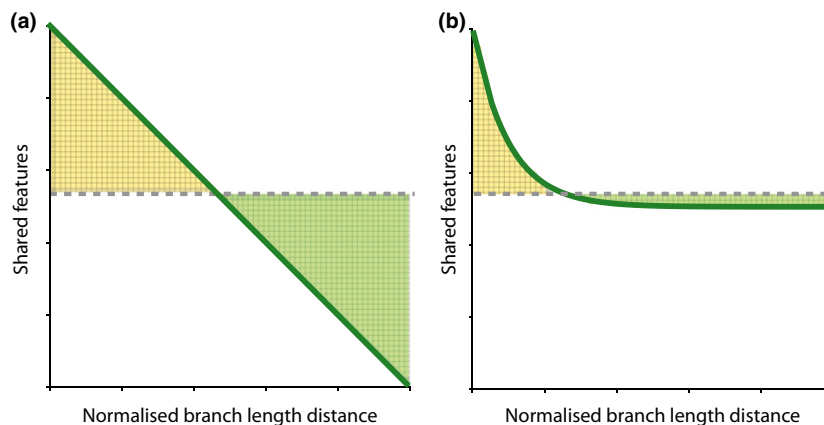 (a)
Shared features
Normalised branch length distance
(b)
Shared features
Normalised branch length distance